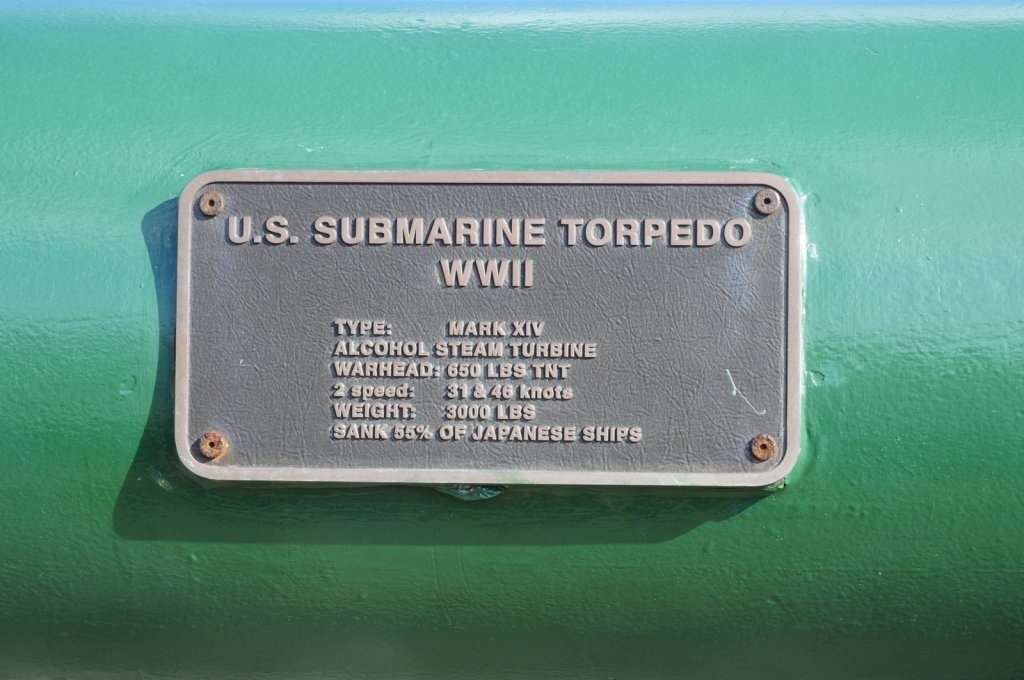 U.S. SUBMARINE TORPEDO
WWII
TYPE: MARK XIV
ALCOHOL STEAM TURBINE
WARHEAD: 650 LBS TNT
2 speed: 31 & 46 knots
WEIGHT: 3000 LBS
SANK 55% OF JAPANESE SHIPS